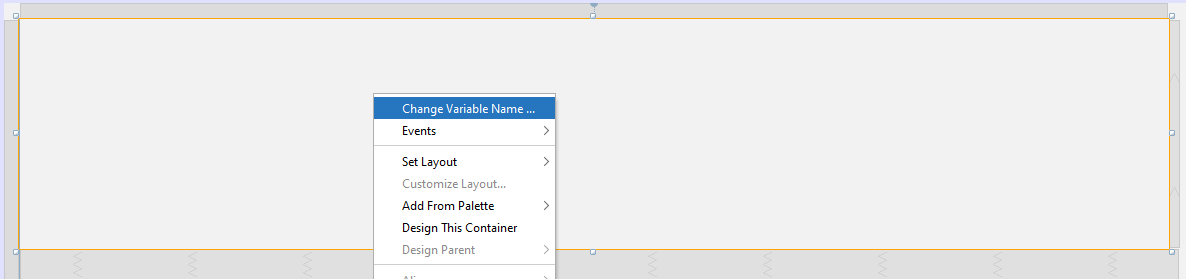 Change Variable Name ...
Events
Set Layout
Customize Layout...
Add From Palette
Design This Container
Design Parent